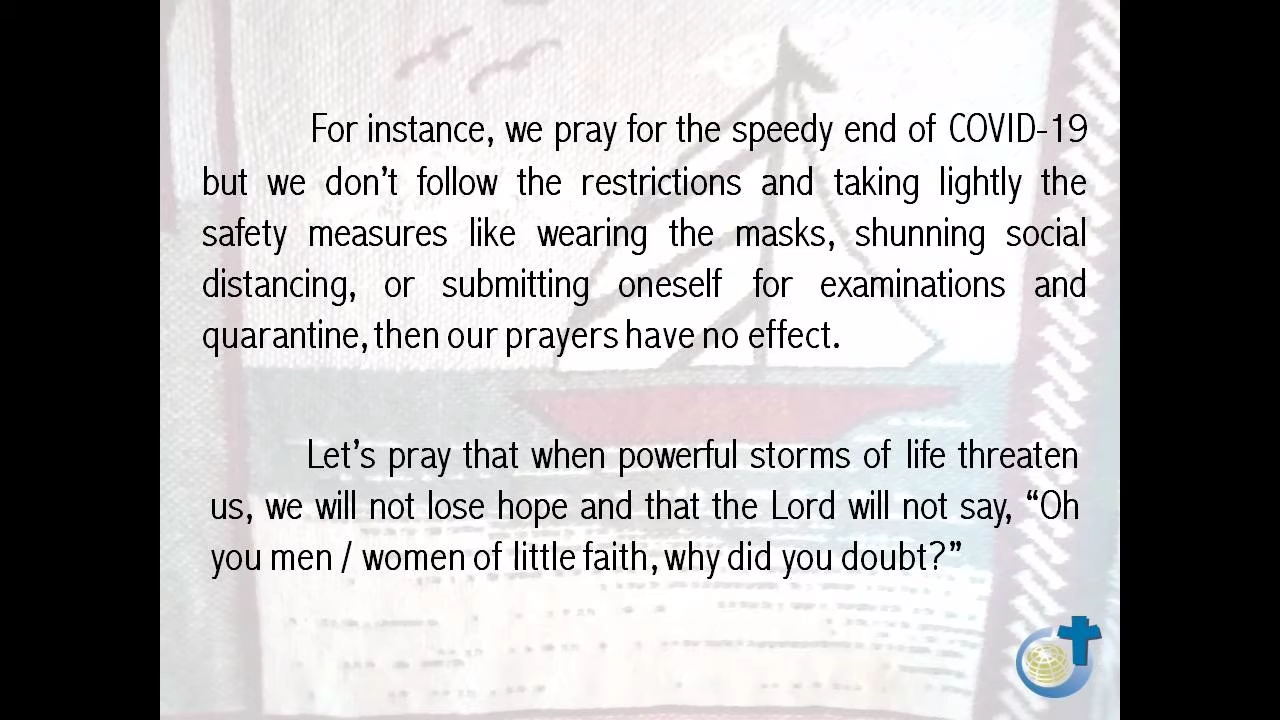 For instance, we pray for the speedy end of COVID-19
but we don’t follow the restrictions and taking lightly the
safety measures like wearing the masks, shunning social
distancing, or submitting oneself for examinations and
quarantine, then our prayers have no effect.
Let’s pray that when powerful storms of life threaten
us, we will not lose hope and that the Lord will not say, “Oh
you men / women of little faith, why did you doubt?”